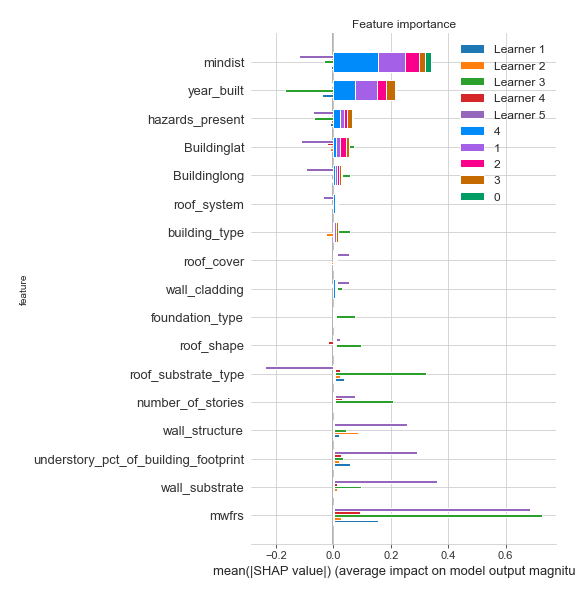 Feature importance
Learner 1
Learner 2
Learner 3
Learner 4
Learner 5
4
1
2
3
0
mindist
year_built
hazards_present
Buildinglat
Buildinglong
roof_system
building_type
roof_cover
wall_cladding
foundation_type
roof_shape
roof_substrate_type
number_of_stories
wall_structure
understory_pct_of_building_footprint
wall_substrate
mwfrs
feature
−0.2 0.0 0.2 0.4 0.6
mean(|SHAP value|) (average impact on model output magnitu